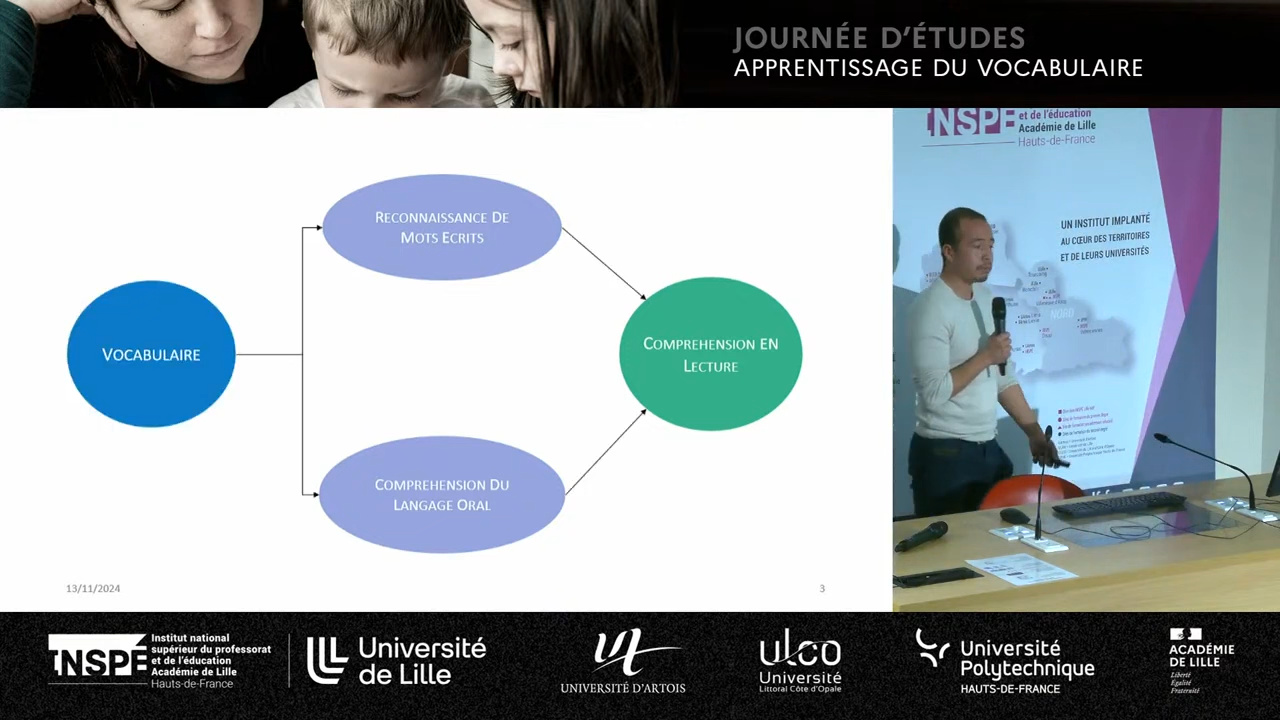 JOURNÉE D'ÉTUDES
APPRENTISSAGE DU VOCABULAIRE
RECONNAISSANCE DE
MOTS ECRITS
VOCABULAIRE
COMPREHENSION EN
LECTURE
COMPREHENSION DU
LANGAGE ORAL
13/11/2024
3
INSPÉ
et de l'éducation
Académie de Lille
Hauts-de-France
UN INSTITUT IMPLANTÉ
AU CŒUR DES TERRITOIRES
ET DE LEURS UNIVERSITÉS
NORD
INSPÉ
Institut national
supérieur du professorat
et de l'éducation
Académie de Lille
Hauts-de-France
Université
de Lille
UNIVERSITÉ D'ARTOIS
ulco
Université
Littoral Côte d'Opale
Université
Polytechnique
HAUTS-DE-FRANCE
ACADÉMIE
DE LILLE
Liberté
Égalité
Fraternité